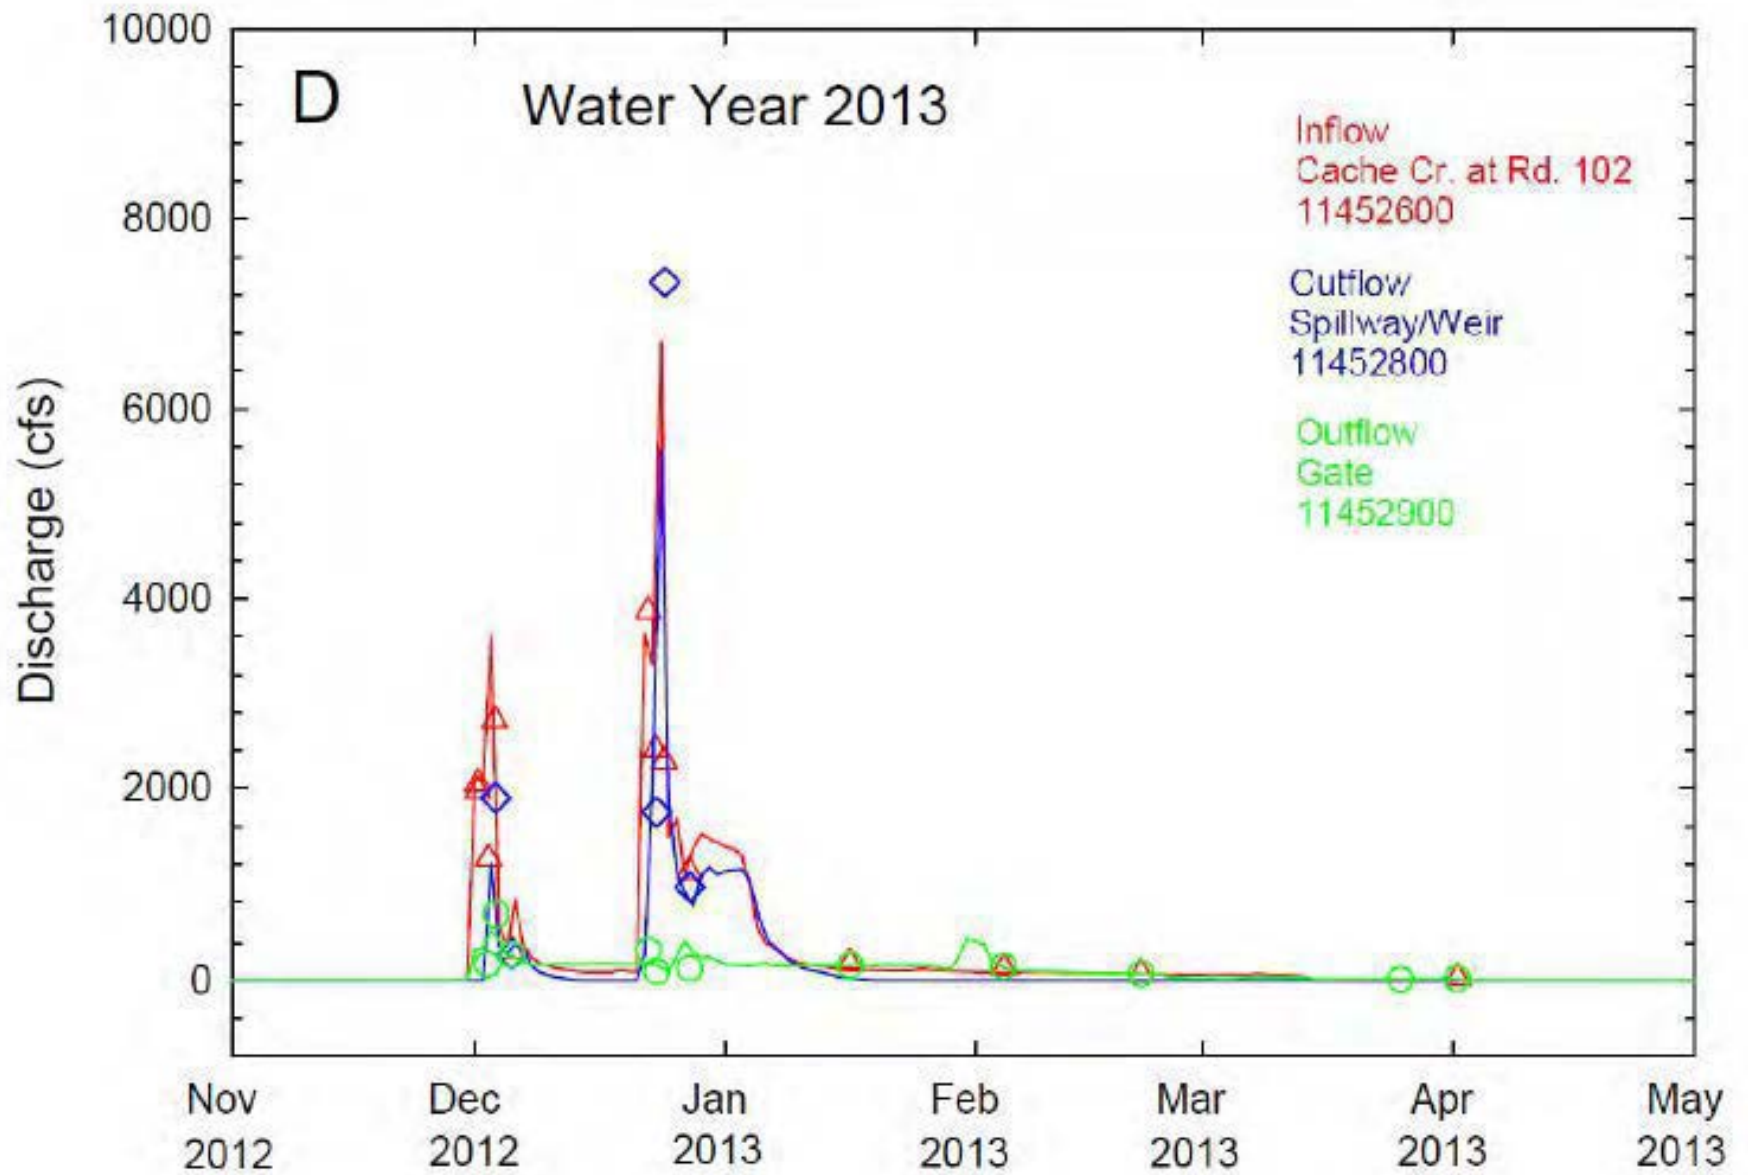 10000
D
Water Year 2013
Inflow
Cache Cr. at Rd. 102
11452600
8000
Cutflow
Spillway/Weir
11452800
6000
Outflow
Gate
11452900
Discharge (cfs)
4000
2000
0
Nov Dec Jan Feb Mar Apr May
2012 2012 2013 2013 2013 2013 2013